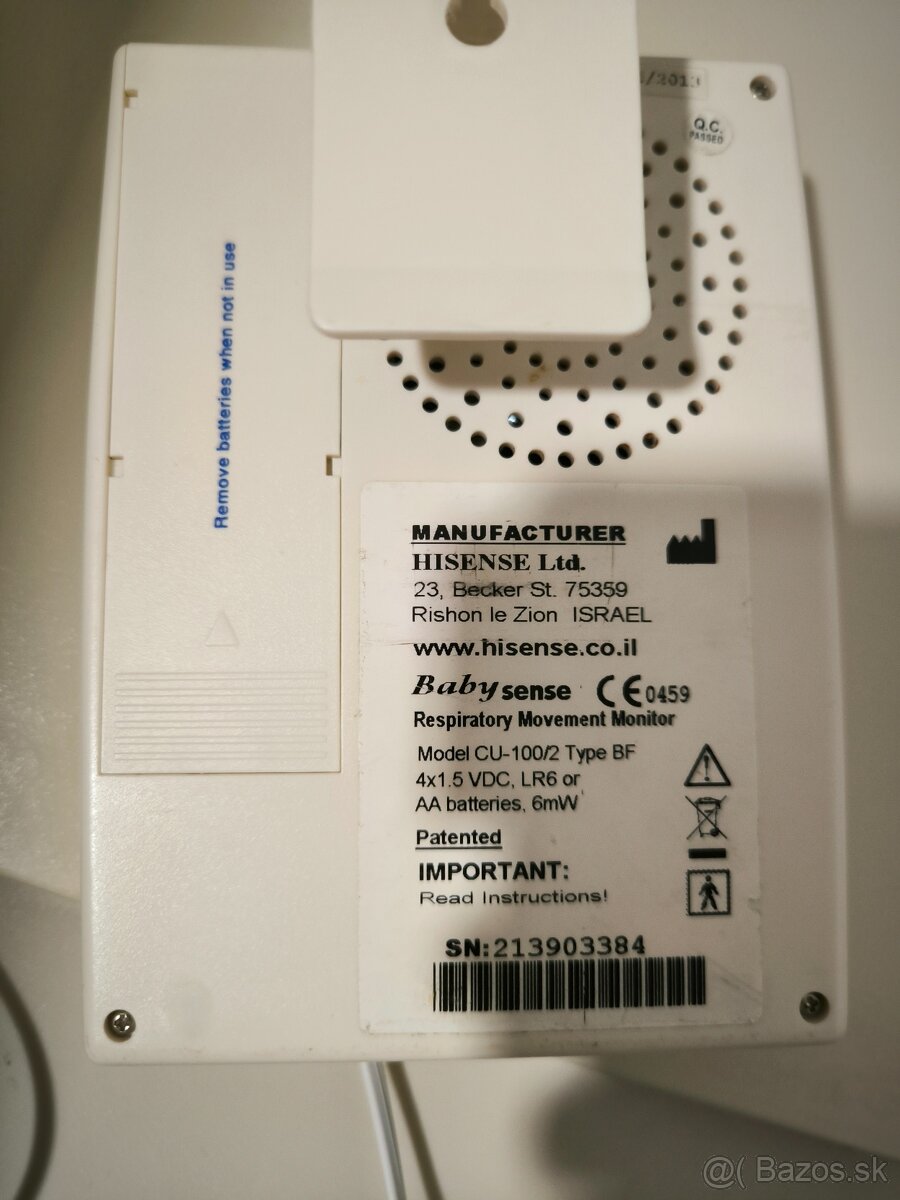 /2013
Q.C.
PASSED
Remove batteries when not in use
MANUFACTURER
HISENSE Ltd.
23, Becker St. 75359
Rishon le Zion ISRAEL
www.hisense.co.il
Baby sense CE 0459
Respiratory Movement Monitor
Model CU-100/2 Type BF
4x1.5 VDC, LR6 or
AA batteries, 6mW
Patented
IMPORTANT:
Read Instructions!
SN:213903384
@( Bazos.sk